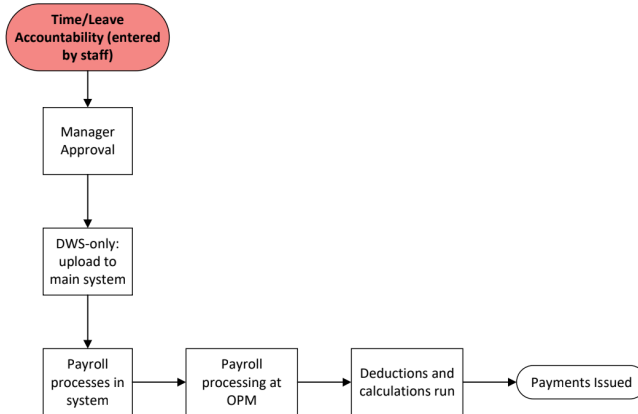 Time/Leave
Accountability (entered
by staff)
Manager
Approval
DWS-only:
upload to
main system
Payroll
processes in
system
Payroll
processing at
OPM
Deductions and
calculations run
Payments Issued